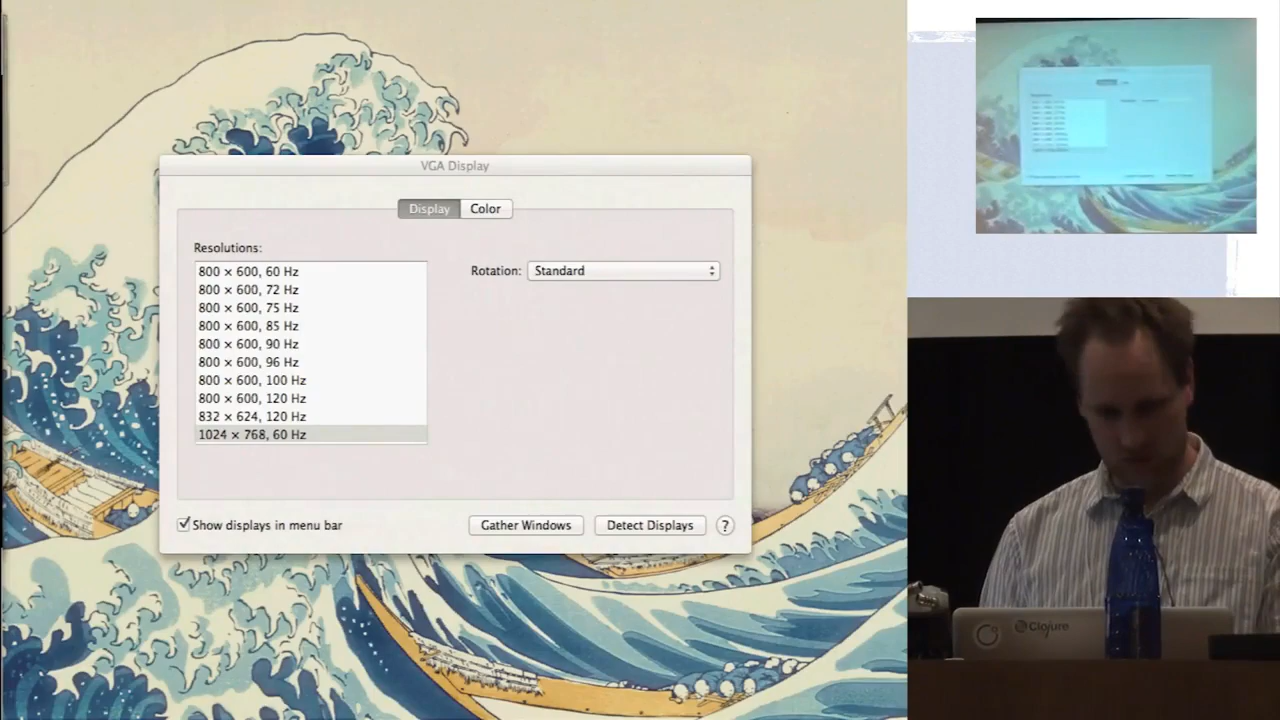 VGA Display
Display
Color
Resolutions:
800 × 600, 60 Hz
800 × 600, 72 Hz
800 × 600, 75 Hz
800 × 600, 85 Hz
800 × 600, 90 Hz
800 × 600, 96 Hz
800 × 600, 100 Hz
800 × 600, 120 Hz
832 × 624, 120 Hz
1024 × 768, 60 Hz
Rotation: Standard
Show displays in menu bar
Gather Windows
Detect Displays
?
Clojure